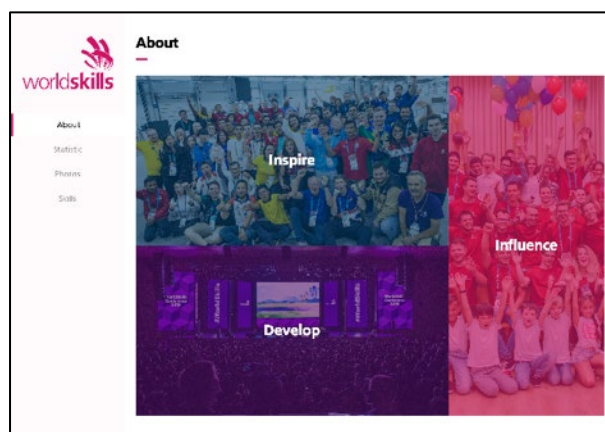 worldskills
About
Statistic
Photos
Skills
About
Inspire
Develop
Influence